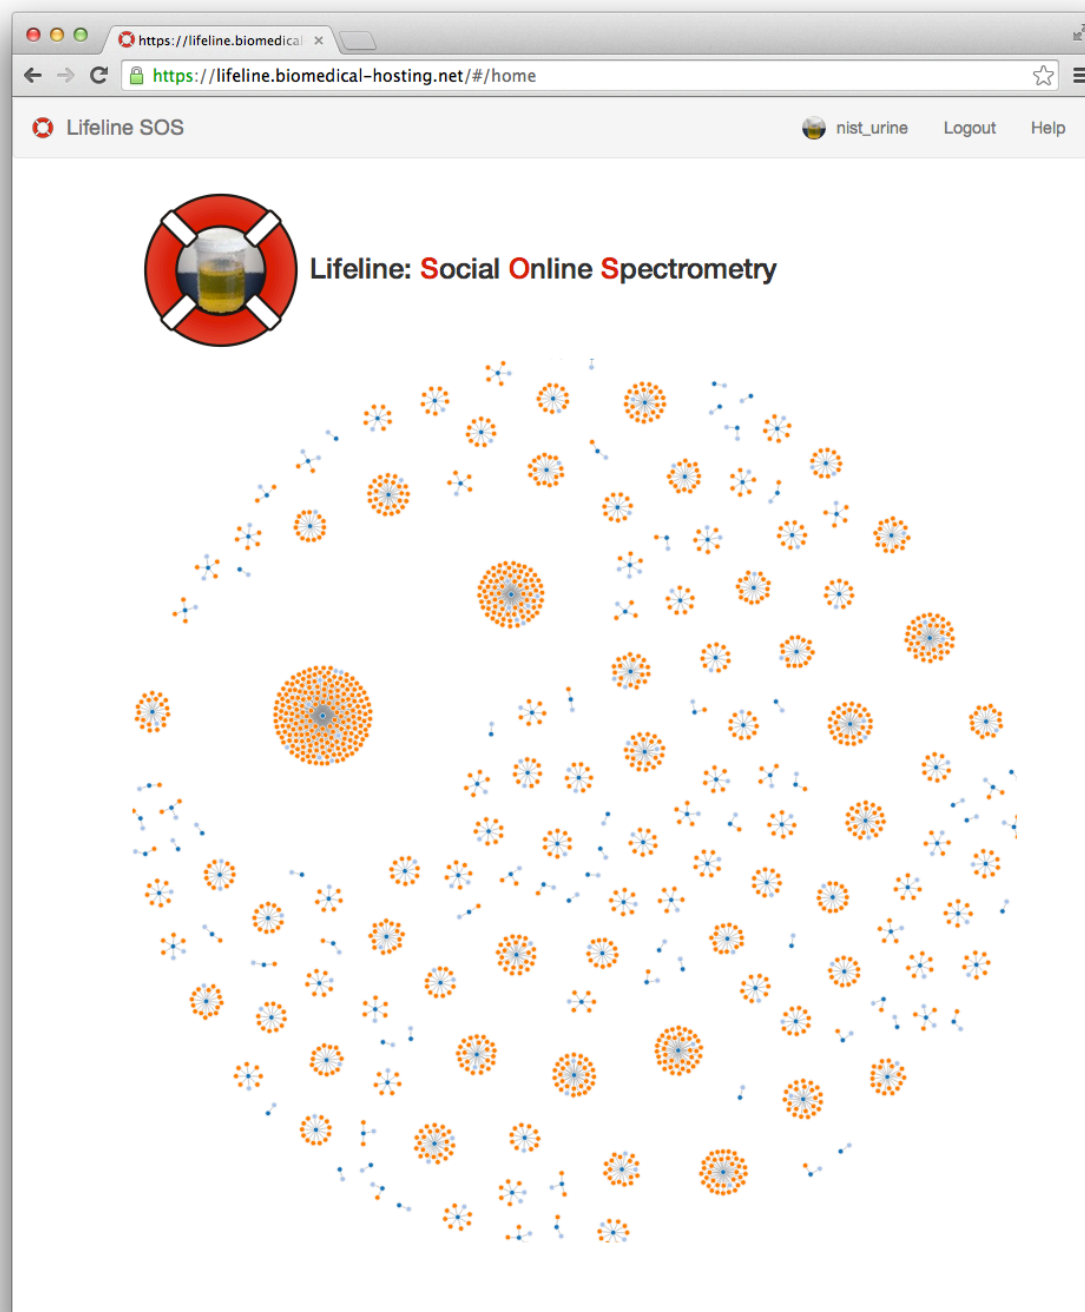 https://lifeline.biomedical
https://lifeline.biomedical-hosting.net/#/home
Lifeline SOS
nist_urine
Logout
Help
Lifeline: Social Online Spectrometry